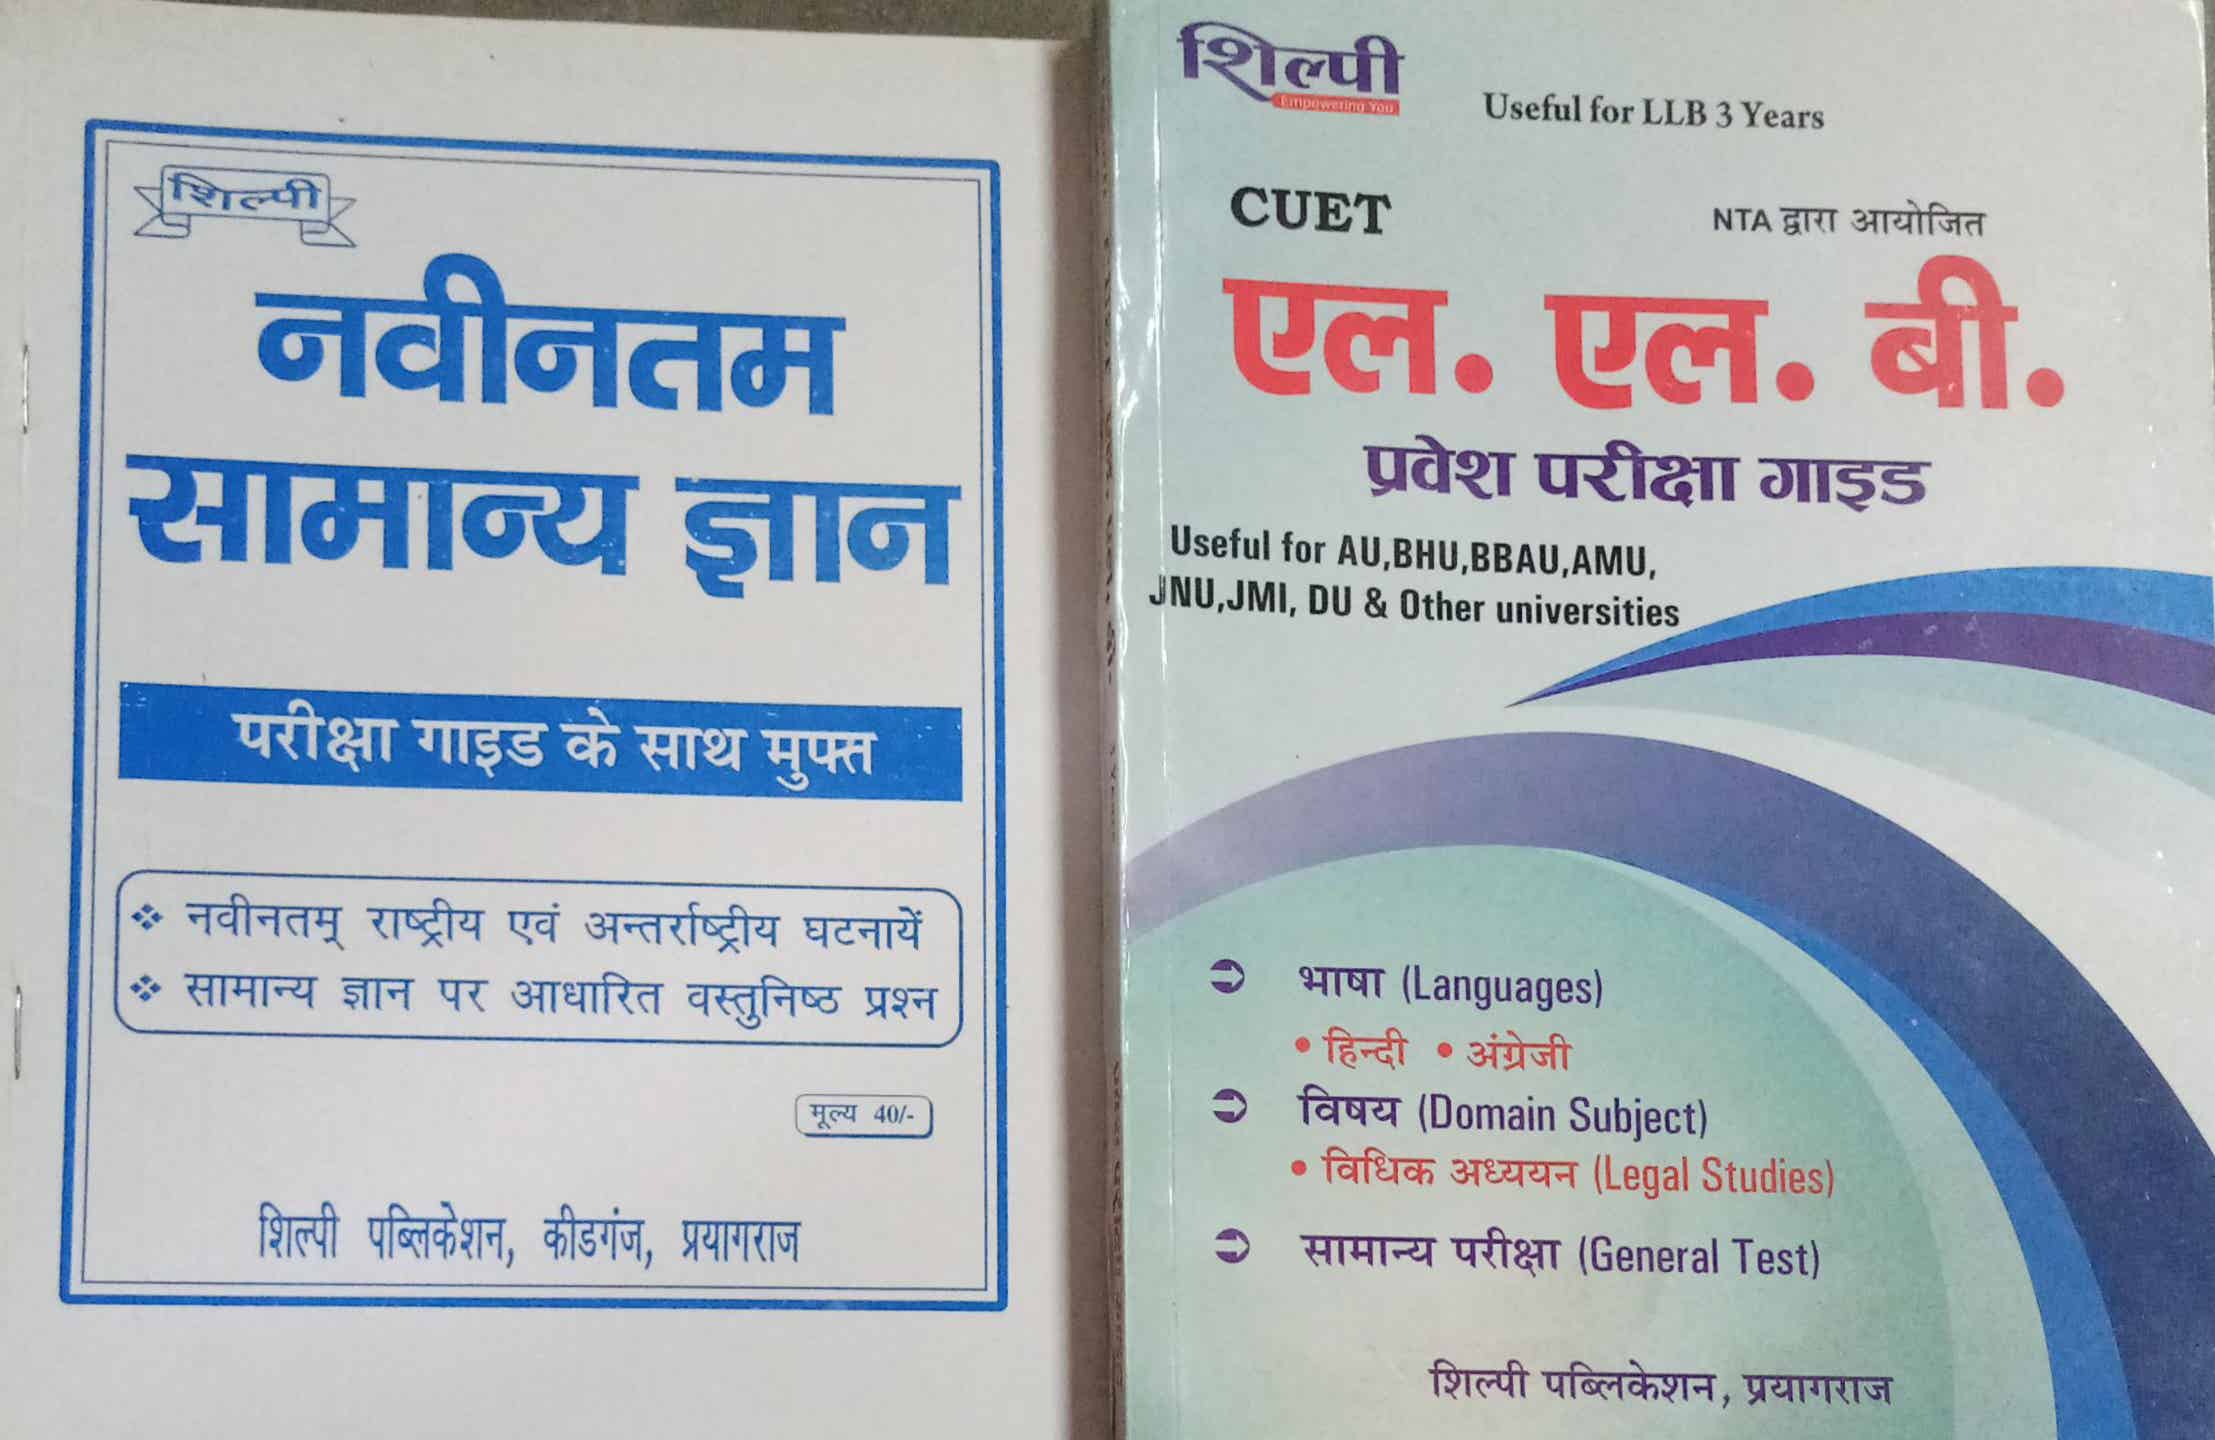 शिल्पी
नवीनतम
सामान्य ज्ञान
परीक्षा गाइड के साथ मुफ्त
नवीनतम् राष्ट्रीय एवं अन्तर्राष्ट्रीय घटनायें
सामान्य ज्ञान पर आधारित वस्तुनिष्ठ प्रश्न
मूल्य 40/-
शिल्पी पब्लिकेशन, कीडगंज, प्रयागराज
शिल्पी
Empowering You
Useful for LLB 3 Years
CUET
NTA द्वारा आयोजित
एल. एल. बी.
प्रवेश परीक्षा गाइड
Useful for AU,BHU,BBAU,AMU,
JNU,JMI, DU & Other universities
भाषा (Languages)
• हिन्दी • अंग्रेजी
विषय (Domain Subject)
• विधिक अध्ययन (Legal Studies)
सामान्य परीक्षा (General Test)
शिल्पी पब्लिकेशन, प्रयागराज